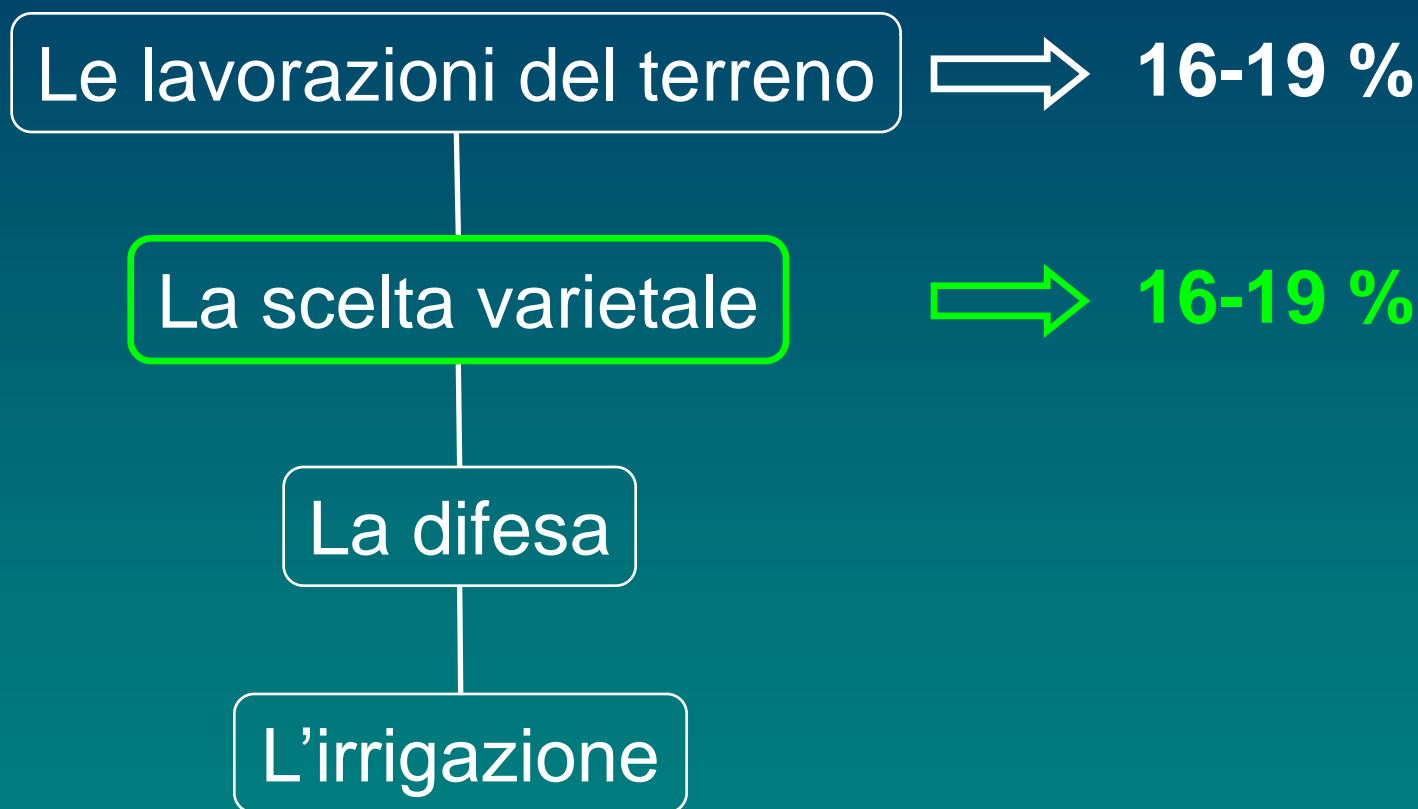 Le lavorazioni del terreno 16-19 %
La scelta varietale 16-19 %
La difesa
L’irrigazione